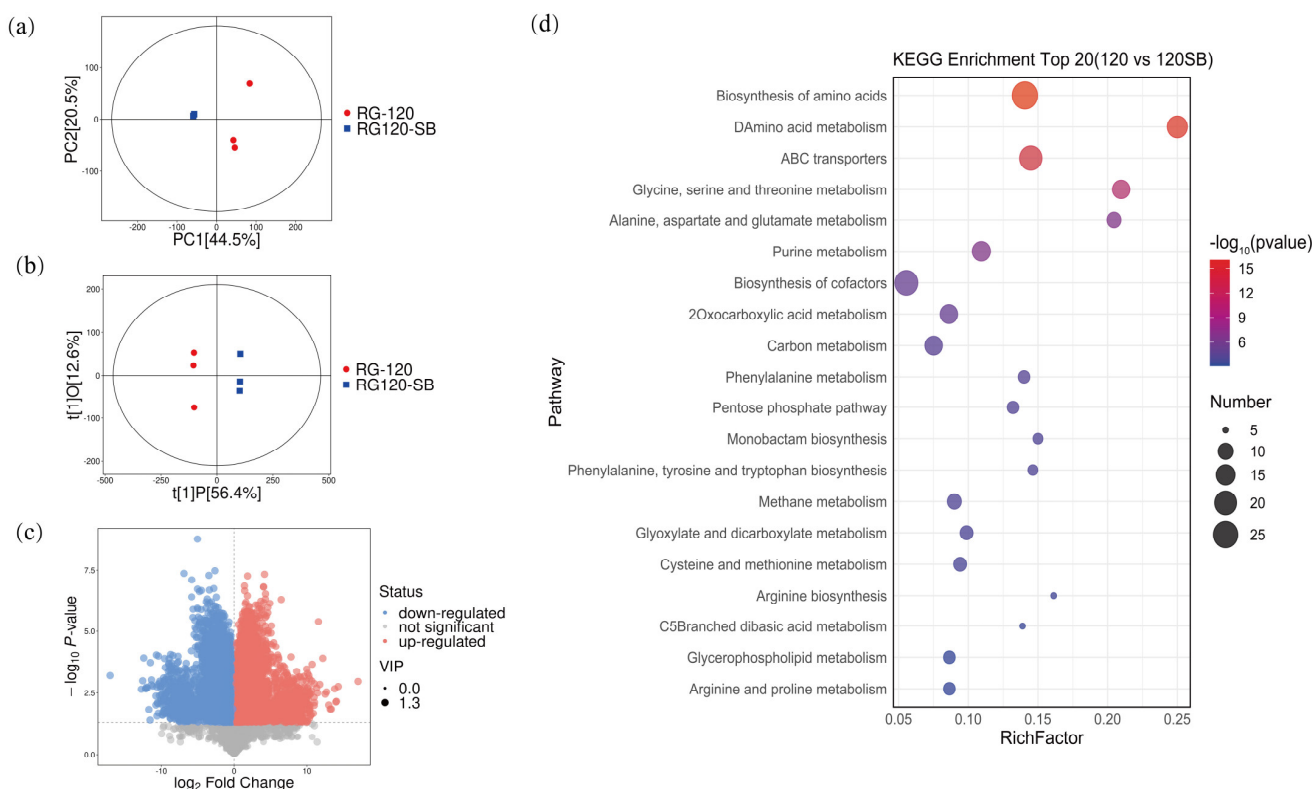 (a)
PC2[20.5%]
100
0
-100
-200
-100
0
100
200
PC1[44.5%]
RG-120
RG120-SB
(b)
t[1]O[12.6%]
200
100
0
-100
-200
-500
-250
0
250
500
t[1]P[56.4%]
RG-120
RG120-SB
(c)
− log10 P-value
7.5
5.0
2.5
0.0
-10
0
10
log2 Fold Change
Status
down-regulated
not significant
up-regulated
VIP
0.0
1.3
(d)
KEGG Enrichment Top 20(120 vs 120SB)
Pathway
Biosynthesis of amino acids
DAmino acid metabolism
ABC transporters
Glycine, serine and threonine metabolism
Alanine, aspartate and glutamate metabolism
Purine metabolism
Biosynthesis of cofactors
2Oxocarboxylic acid metabolism
Carbon metabolism
Phenylalanine metabolism
Pentose phosphate pathway
Monobactam biosynthesis
Phenylalanine, tyrosine and tryptophan biosynthesis
Methane metabolism
Glyoxylate and dicarboxylate metabolism
Cysteine and methionine metabolism
Arginine biosynthesis
C5Branched dibasic acid metabolism
Glycerophospholipid metabolism
Arginine and proline metabolism
0.05
0.10
0.15
0.20
0.25
RichFactor
-log10(pvalue)
15
12
9
6
Number
5
10
15
20
25